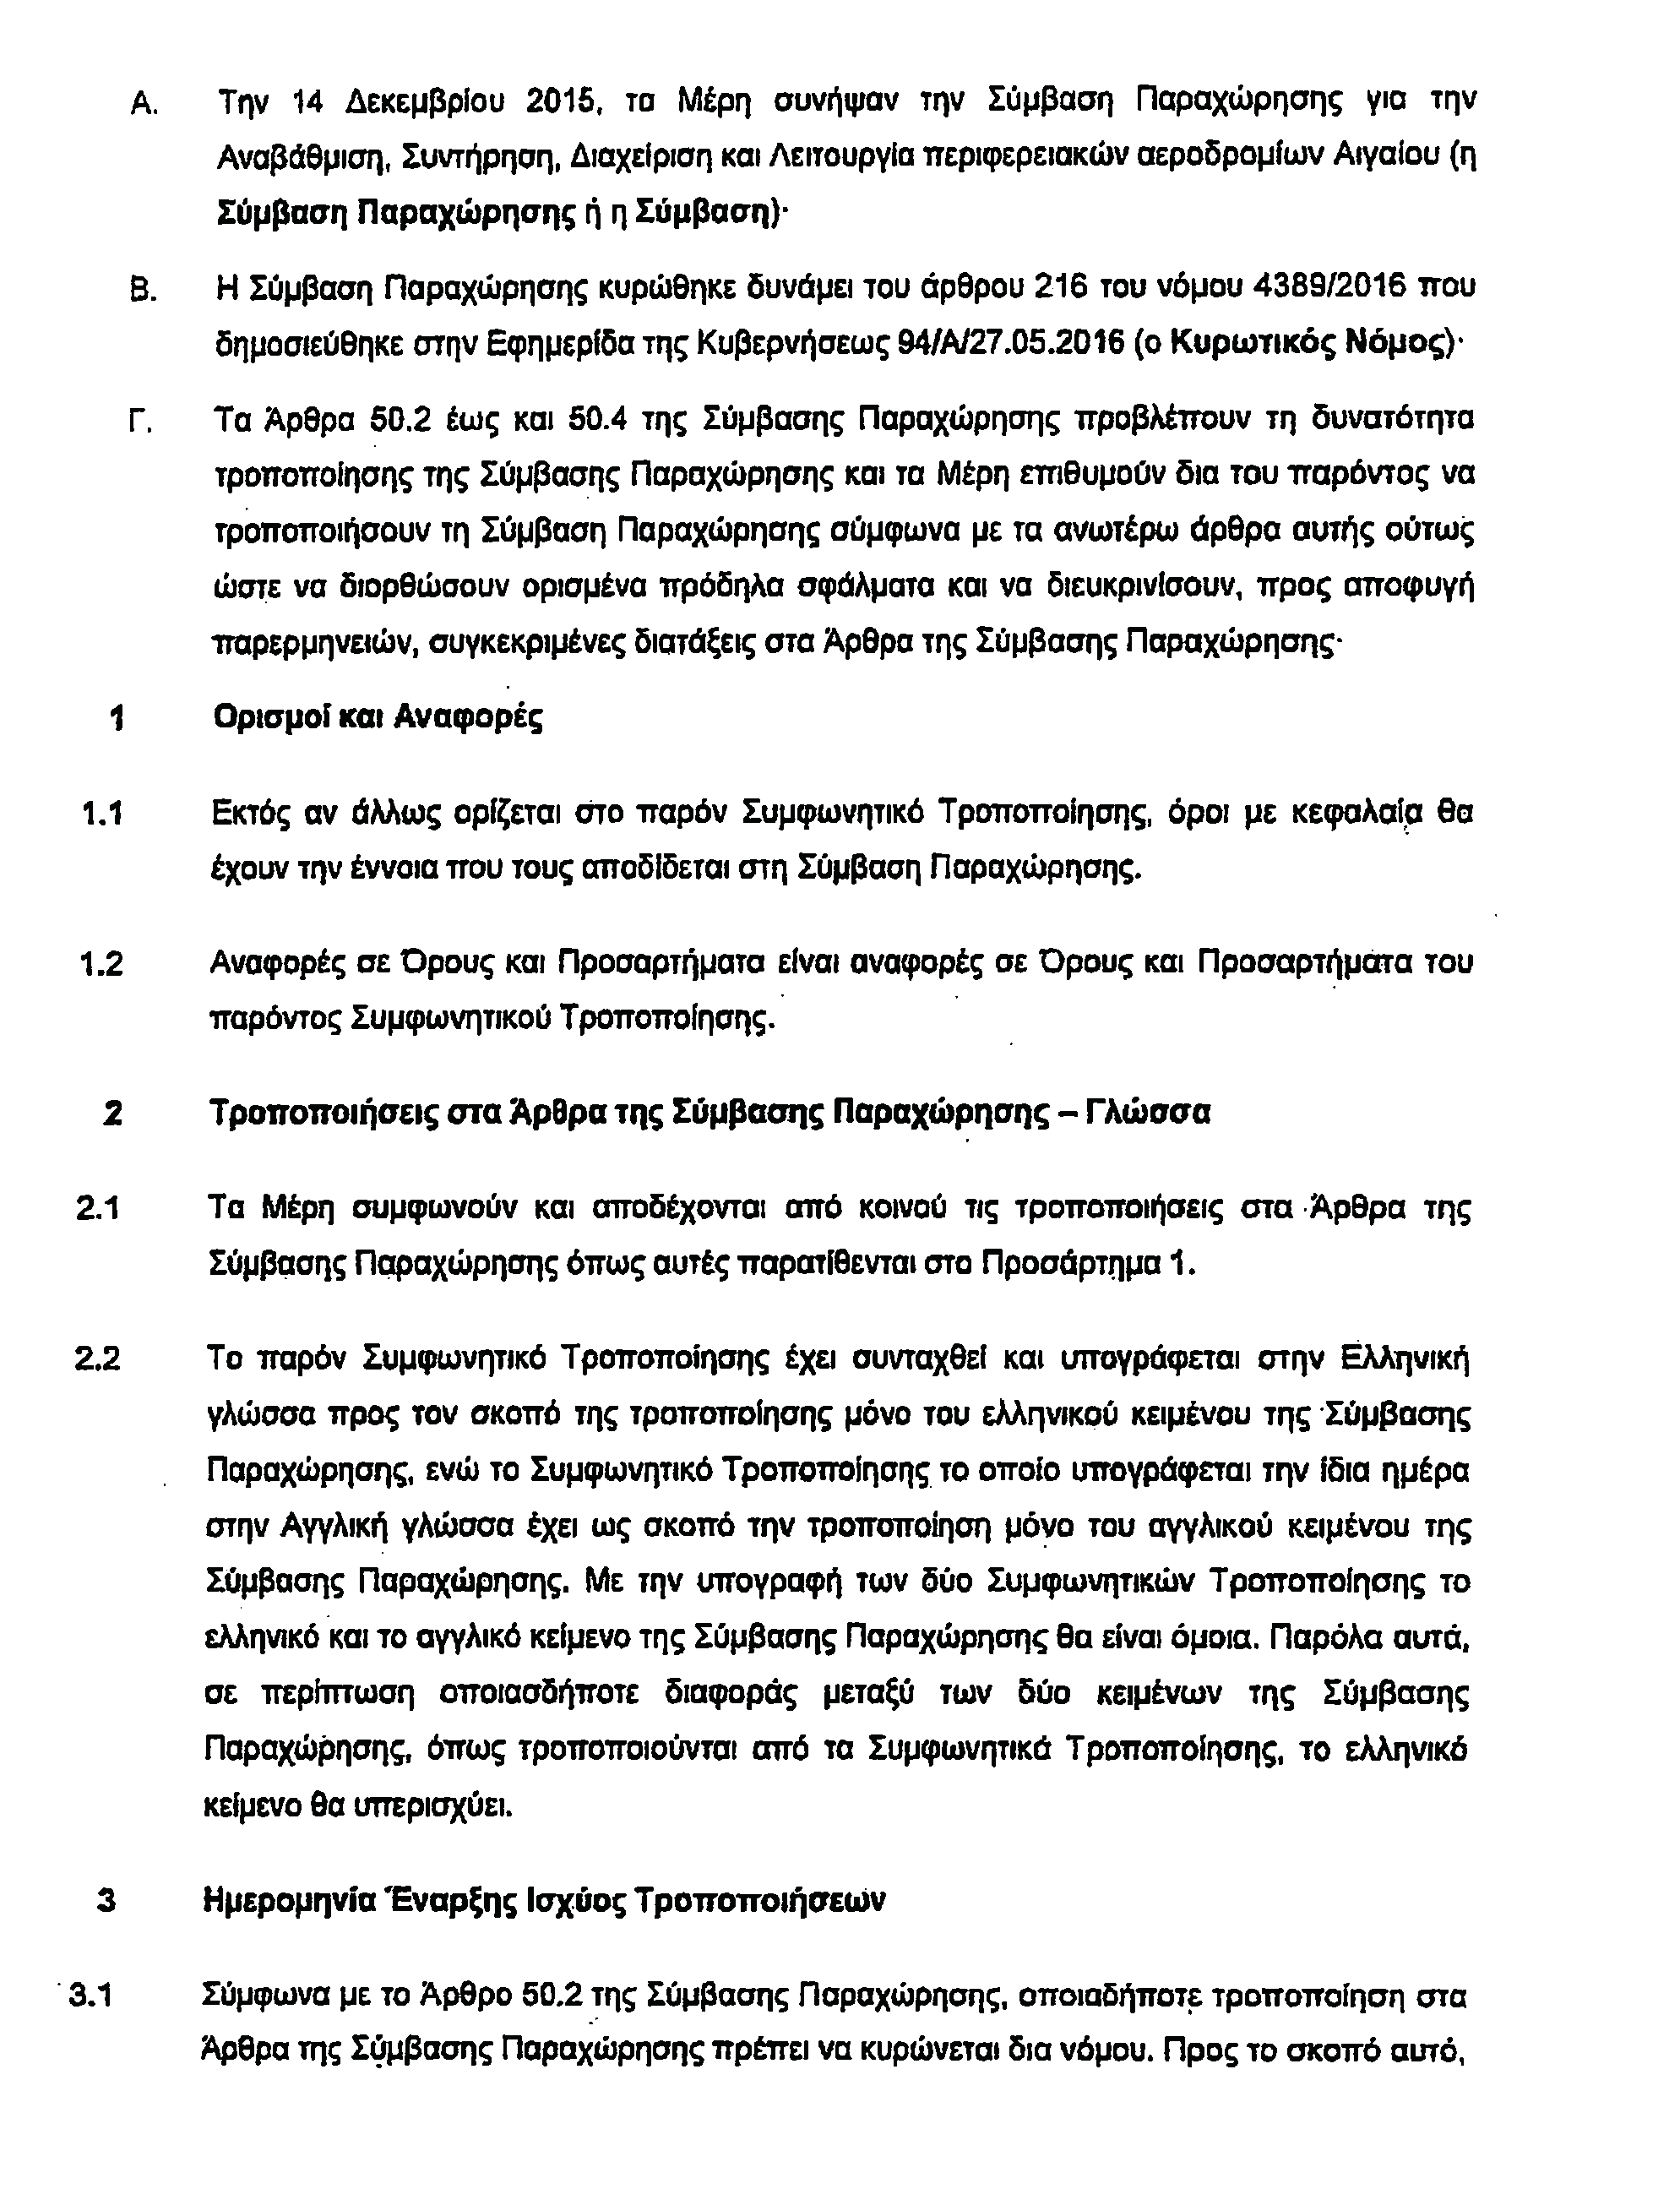 Α. Την 14 Δεκεμβρίου 2015, τα Μέρη συνήψαν την Σύμβαση Παραχώρησης για την
Αναβάθμιση, Συντήρηση, Διαχείριση και Λειτουργία περιφερειακών αεροδρομίων Αιγαίου (η
Σύμβαση Παραχώρησης ή η Σύμβαση)·
Β. Η Σύμβαση Παραχώρησης κυρώθηκε δυνάμει του άρθρου 216 του νόμου 4389/2016 που
δημοσιεύθηκε στην Εφημερίδα της Κυβερνήσεως 94/Α/27.05.2016 (ο Κυρωτικός Νόμος)·
Γ. Τα Άρθρα 50.2 έως και 50.4 της Σύμβασης Παραχώρησης προβλέπουν τη δυνατότητα
τροποποίησης της Σύμβασης Παραχώρησης και τα Μέρη επιθυμούν δια του παρόντος να
τροποποιήσουν τη Σύμβαση Παραχώρησης σύμφωνα με τα ανωτέρω άρθρα αυτής ούτως
ώστε να διορθώσουν ορισμένα πρόδηλα σφάλματα και να διευκρινίσουν, προς αποφυγή
παρερμηνειών, συγκεκριμένες διατάξεις στα Άρθρα της Σύμβασης Παραχώρησης·
1 Ορισμοί και Αναφορές
1.1 Εκτός αν άλλως ορίζεται στο παρόν Συμφωνητικό Τροποποίησης, όροι με κεφαλαία θα
έχουν την έννοια που τους αποδίδεται στη Σύμβαση Παραχώρησης.
1.2 Αναφορές σε Όρους και Προσαρτήματα είναι αναφορές σε Όρους και Προσαρτήματα του
παρόντος Συμφωνητικού Τροποποίησης.
2 Τροποποιήσεις στα Άρθρα της Σύμβασης Παραχώρησης – Γλώσσα
2.1 Τα Μέρη συμφωνούν και αποδέχονται από κοινού τις τροποποιήσεις στα Άρθρα της
Σύμβασης Παραχώρησης όπως αυτές παρατίθενται στο Προσάρτημα 1.
2.2 Το παρόν Συμφωνητικό Τροποποίησης έχει συνταχθεί και υπογράφεται στην Ελληνική
γλώσσα προς τον σκοπό της τροποποίησης μόνο του ελληνικού κειμένου της Σύμβασης
Παραχώρησης, ενώ το Συμφωνητικό Τροποποίησης το οποίο υπογράφεται την ίδια ημέρα
στην Αγγλική γλώσσα έχει ως σκοπό την τροποποίηση μόνο του αγγλικού κειμένου της
Σύμβασης Παραχώρησης. Με την υπογραφή των δύο Συμφωνητικών Τροποποίησης το
ελληνικό και το αγγλικό κείμενο της Σύμβασης Παραχώρησης θα είναι όμοια. Παρόλα αυτά,
σε περίπτωση οποιασδήποτε διαφοράς μεταξύ των δύο κειμένων της Σύμβασης
Παραχώρησης, όπως τροποποιούνται από τα Συμφωνητικά Τροποποίησης, το ελληνικό
κείμενο θα υπερισχύει.
3 Ημερομηνία Έναρξης Ισχύος Τροποποιήσεων
3.1 Σύμφωνα με το Άρθρο 50.2 της Σύμβασης Παραχώρησης, οποιαδήποτε τροποποίηση στα
Άρθρα της Σύμβασης Παραχώρησης πρέπει να κυρώνεται δια νόμου. Προς το σκοπό αυτό,